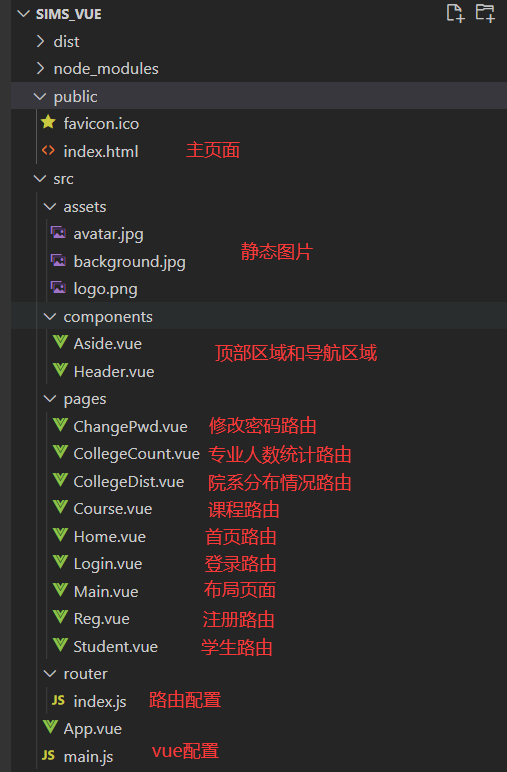 SIMS_VUE
dist
node_modules
public
favicon.ico
index.html 主页面
src
assets
avatar.jpg
background.jpg 静态图片
logo.png
components
Aside.vue 顶部区域和导航区域
Header.vue
pages
ChangePwd.vue 修改密码路由
CollegeCount.vue 专业人数统计路由
CollegeDist.vue 院系分布情况路由
Course.vue 课程路由
Home.vue 首页路由
Login.vue 登录路由
Main.vue 布局页面
Reg.vue 注册路由
Student.vue 学生路由
router
JS index.js 路由配置
App.vue
JS main.js vue配置